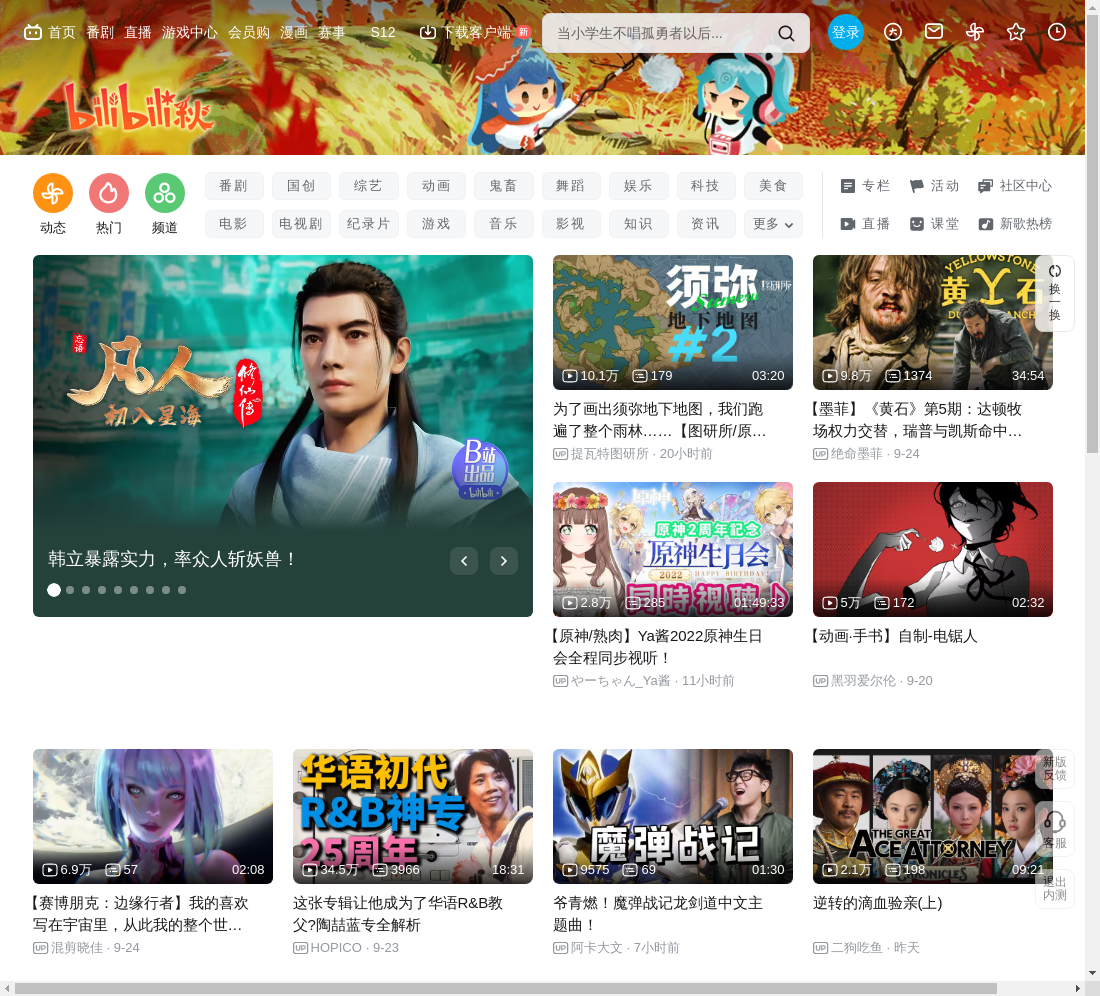 首页 番剧 直播 游戏中心 会员购 漫画 赛事 S12 下载客户端 新 当小学生不唱孤勇者以后... 登录
大
bilibili秋
动态 热门 频道
番剧 国创 综艺 动画 鬼畜 舞蹈 娱乐 科技 美食
电影 电视剧 纪录片 游戏 音乐 影视 知识 资讯 更多
专栏 活动 社区中心
直播 课堂 新歌热榜
忘语
凡人
修仙传
初入星海
B站
出品
bilibili
韩立暴露实力，率众人斩妖兽！
须弥
Sumeru
地下地图
#2
10.1万 179 03:20
为了画出须弥地下地图，我们跑
遍了整个雨林……【图研所/原…
UP 提瓦特图研所 · 20小时前
YELLOWSTONE
黄 石
9.8万 1374 34:54
【墨菲】《黄石》第5期：达顿牧
场权力交替，瑞普与凯斯命中…
UP 绝命墨菲 · 9-24
换
一
换
原神
原神2周年記念
原神生日会
2022 HAPPY BIRTHDAY
同時視聴♪
2.8万 285 01:49:33
【原神/熟肉】Ya酱2022原神生日
会全程同步视听！
UP やーちゃん_Ya酱 · 11小时前
5万 172 02:32
【动画·手书】自制-电锯人
UP 黑羽爱尔伦 · 9-20
6.9万 57 02:08
【赛博朋克：边缘行者】我的喜欢
写在宇宙里，从此我的整个世…
UP 混剪晓佳 · 9-24
华语初代
R&B神专
25周年
34.5万 3966 18:31
这张专辑让他成为了华语R&B教
父?陶喆蓝专全解析
UP HOPICO · 9-23
魔弹战记
9575 69 01:30
爷青燃！魔弹战记龙剑道中文主
题曲！
UP 阿卡大文 · 7小时前
THE GREAT
ACE ATTORNEY
CHRONICLES
2.1万 198 09:21
逆转的滴血验亲(上)
UP 二狗吃鱼 · 昨天
新版
反馈
客服
退出
内测